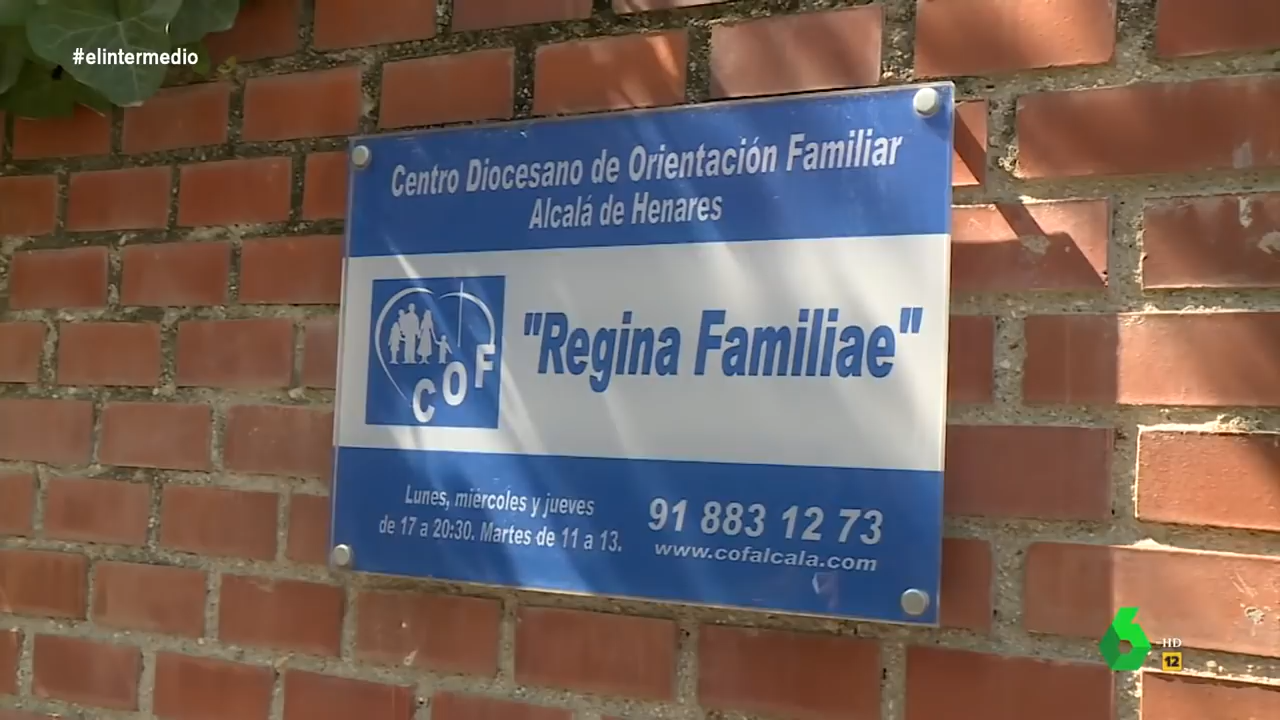 #elintermedio
Centro Diocesano de Orientación Familiar
Alcalá de Henares
COF
"Regina Familiae"
Lunes, miércoles y jueves
de 17 a 20:30. Martes de 11 a 13.
91 883 12 73
www.cofalcala.com
6
HD
12